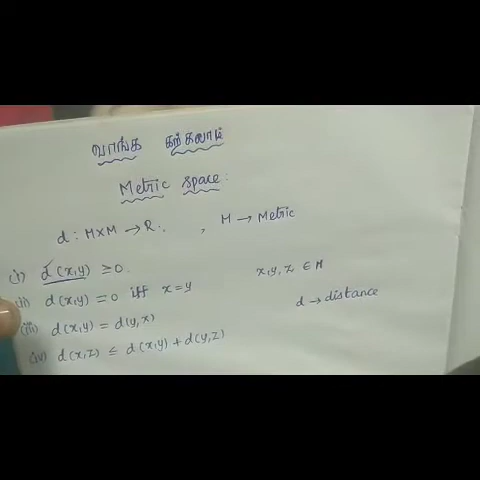 வாங்க கற்கலாம்
Metric space:
d : M×M → R. , M → Metric
(i) d(x,y) ≥ 0.
(ii) d(x,y) = 0 iff x = y
x,y,z ∈ M
(iii) d(x,y) = d(y,x)
d → distance
(iv) d(x,z) ≤ d(x,y) + d(y,z)